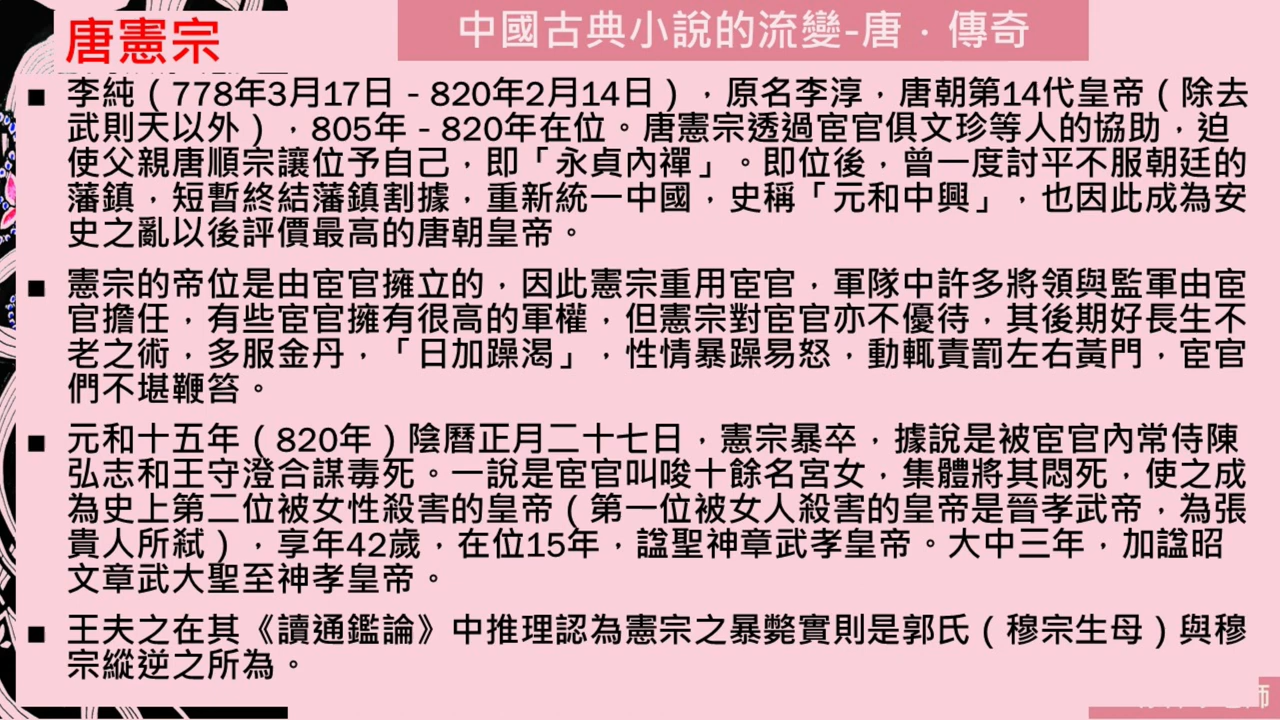 中國古典小說的流變-唐．傳奇
唐憲宗
■ 李純（778年3月17日－820年2月14日），原名李淳，唐朝第14代皇帝（除去
武則天以外），805年－820年在位。唐憲宗透過宦官俱文珍等人的協助，迫
使父親唐順宗讓位予自己，即「永貞內禪」。即位後，曾一度討平不服朝廷的
藩鎮，短暫終結藩鎮割據，重新統一中國，史稱「元和中興」，也因此成為安
史之亂以後評價最高的唐朝皇帝。
■ 憲宗的帝位是由宦官擁立的，因此憲宗重用宦官，軍隊中許多將領與監軍由宦
官擔任，有些宦官擁有很高的軍權，但憲宗對宦官亦不優待，其後期好長生不
老之術，多服金丹，「日加躁渴」，性情暴躁易怒，動輒責罰左右黃門，宦官
們不堪鞭笞。
■ 元和十五年（820年）陰曆正月二十七日，憲宗暴卒，據說是被宦官內常侍陳
弘志和王守澄合謀毒死。一說是宦官叫唆十餘名宮女，集體將其悶死，使之成
為史上第二位被女性殺害的皇帝（第一位被女人殺害的皇帝是晉孝武帝，為張
貴人所弒），享年42歲，在位15年，諡聖神章武孝皇帝。大中三年，加諡昭
文章武大聖至神孝皇帝。
■ 王夫之在其《讀通鑑論》中推理認為憲宗之暴斃實則是郭氏（穆宗生母）與穆
宗縱逆之所為。
師